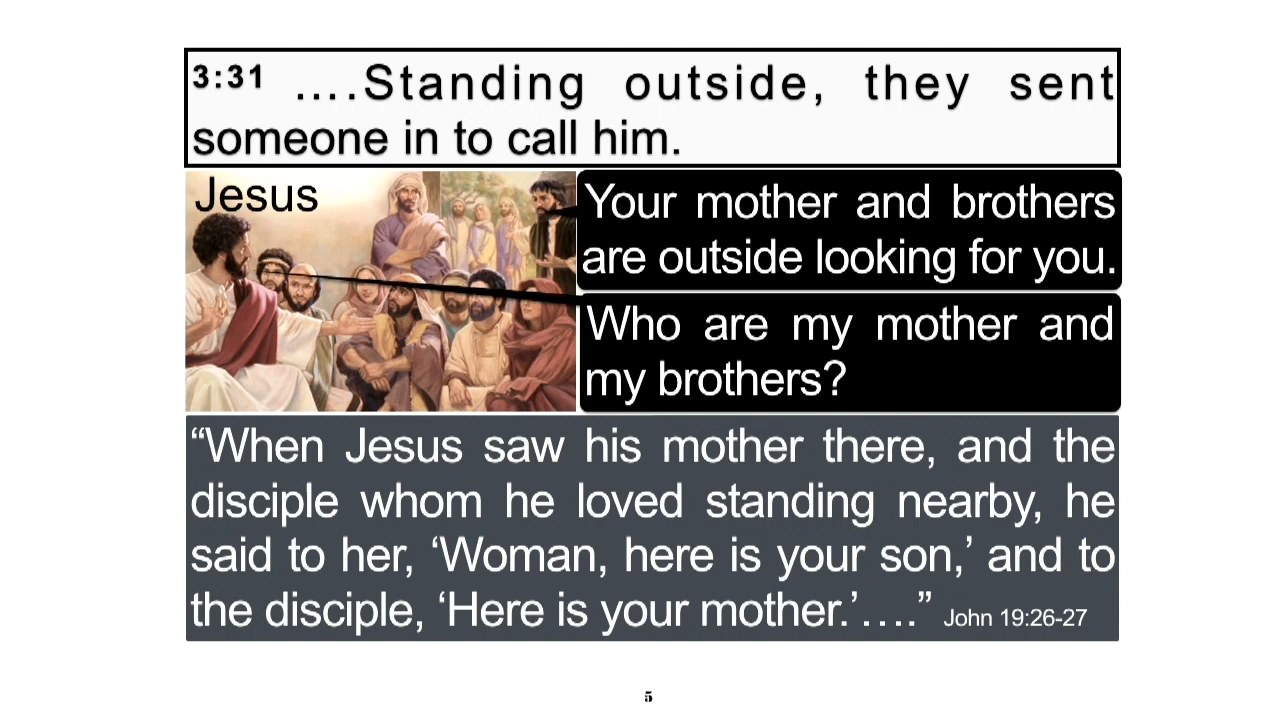 3:31 ….Standing outside, they sent
someone in to call him.
Jesus
Your mother and brothers
are outside looking for you.
Who are my mother and
my brothers?
“When Jesus saw his mother there, and the
disciple whom he loved standing nearby, he
said to her, ‘Woman, here is your son,’ and to
the disciple, ‘Here is your mother.’….” John 19:26-27
5